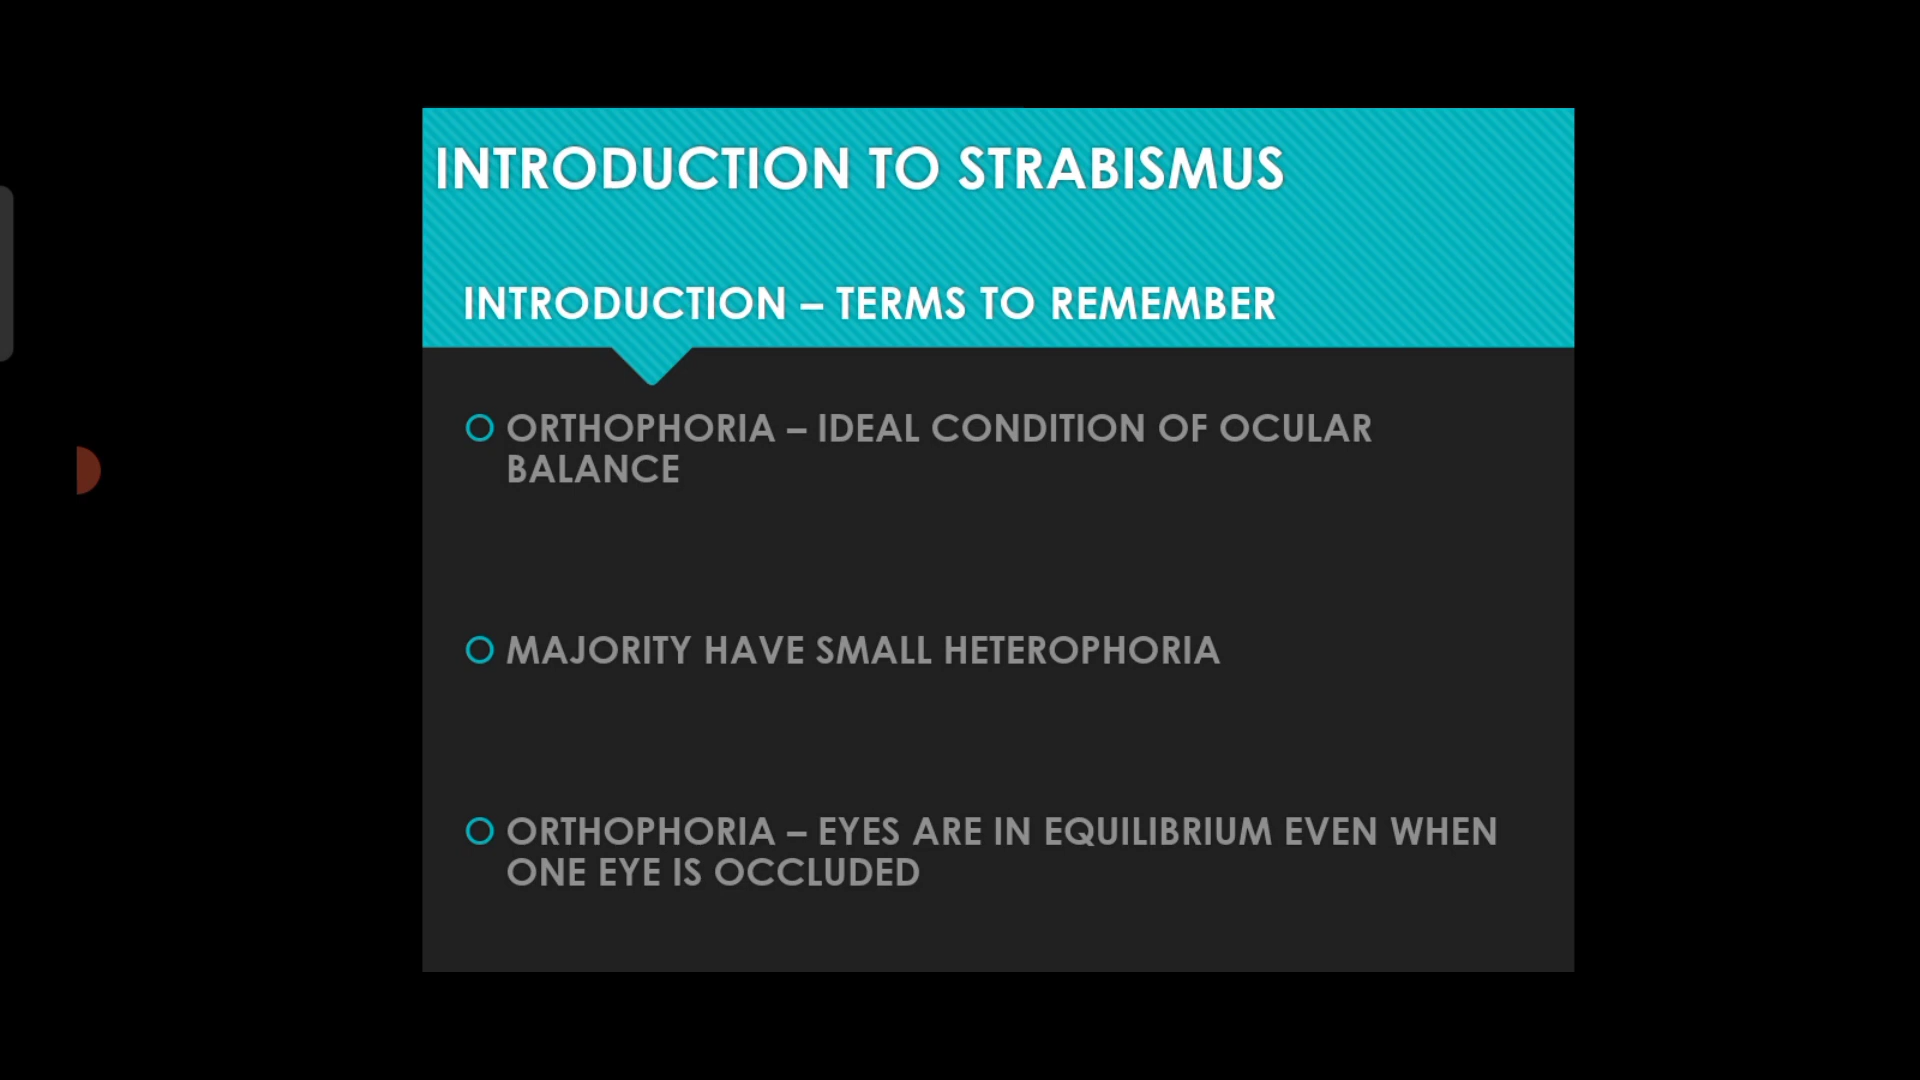 INTRODUCTION TO STRABISMUS
INTRODUCTION – TERMS TO REMEMBER
ORTHOPHORIA – IDEAL CONDITION OF OCULAR
BALANCE
MAJORITY HAVE SMALL HETEROPHORIA
ORTHOPHORIA – EYES ARE IN EQUILIBRIUM EVEN WHEN
ONE EYE IS OCCLUDED